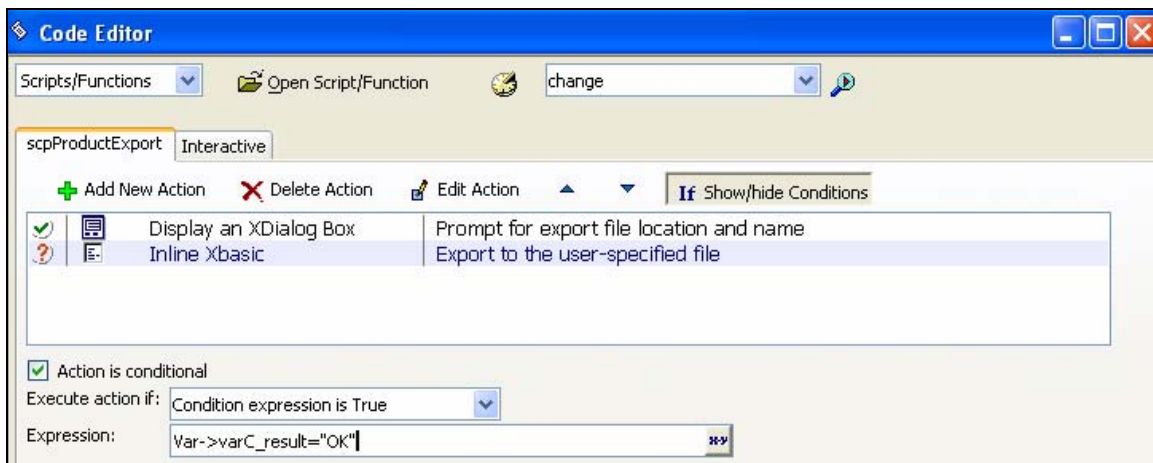 Code Editor
Scripts/Functions Open Script/Function change
scpProductExport Interactive
Add New Action Delete Action Edit Action If Show/hide Conditions
Display an XDialog Box Prompt for export file location and name
Inline Xbasic Export to the user-specified file
Action is conditional
Execute action if: Condition expression is True
Expression: Var->varC_result="OK" x-y